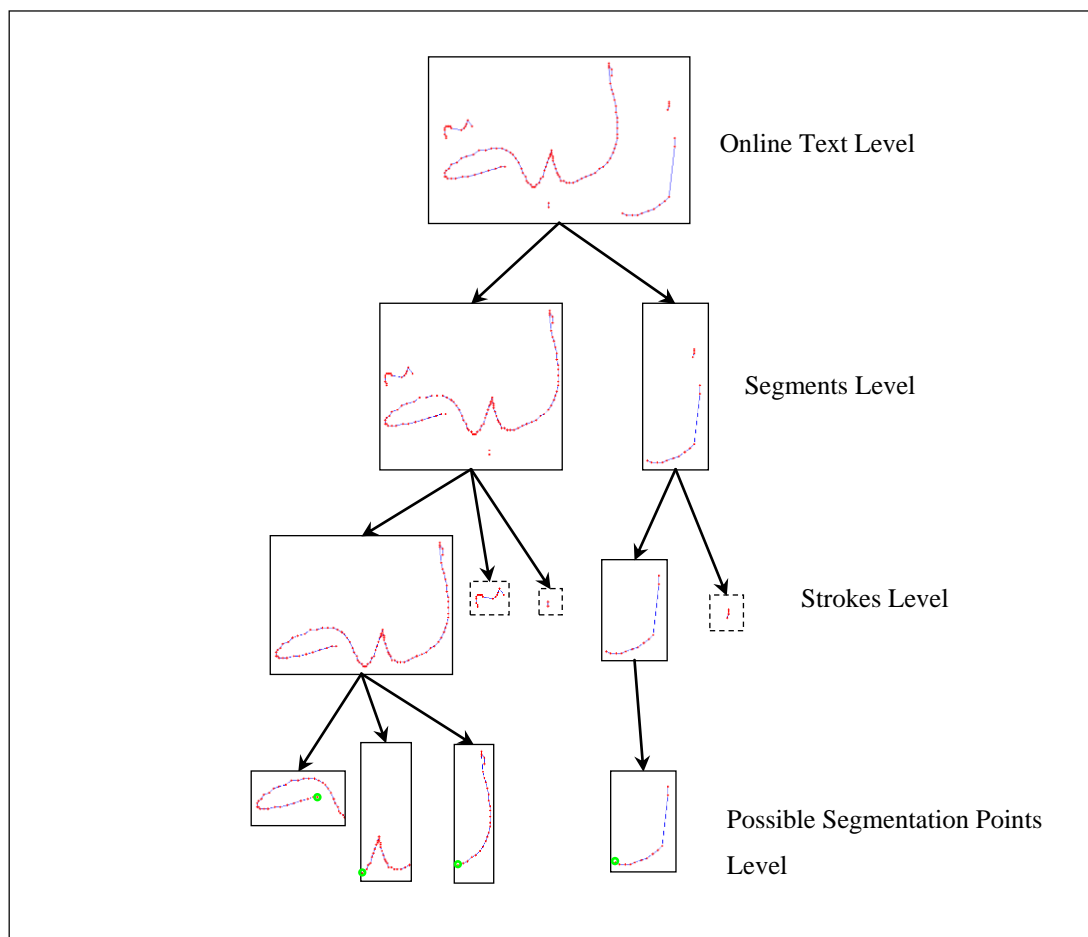 Online Text Level
Segments Level
Strokes Level
Possible Segmentation Points
Level